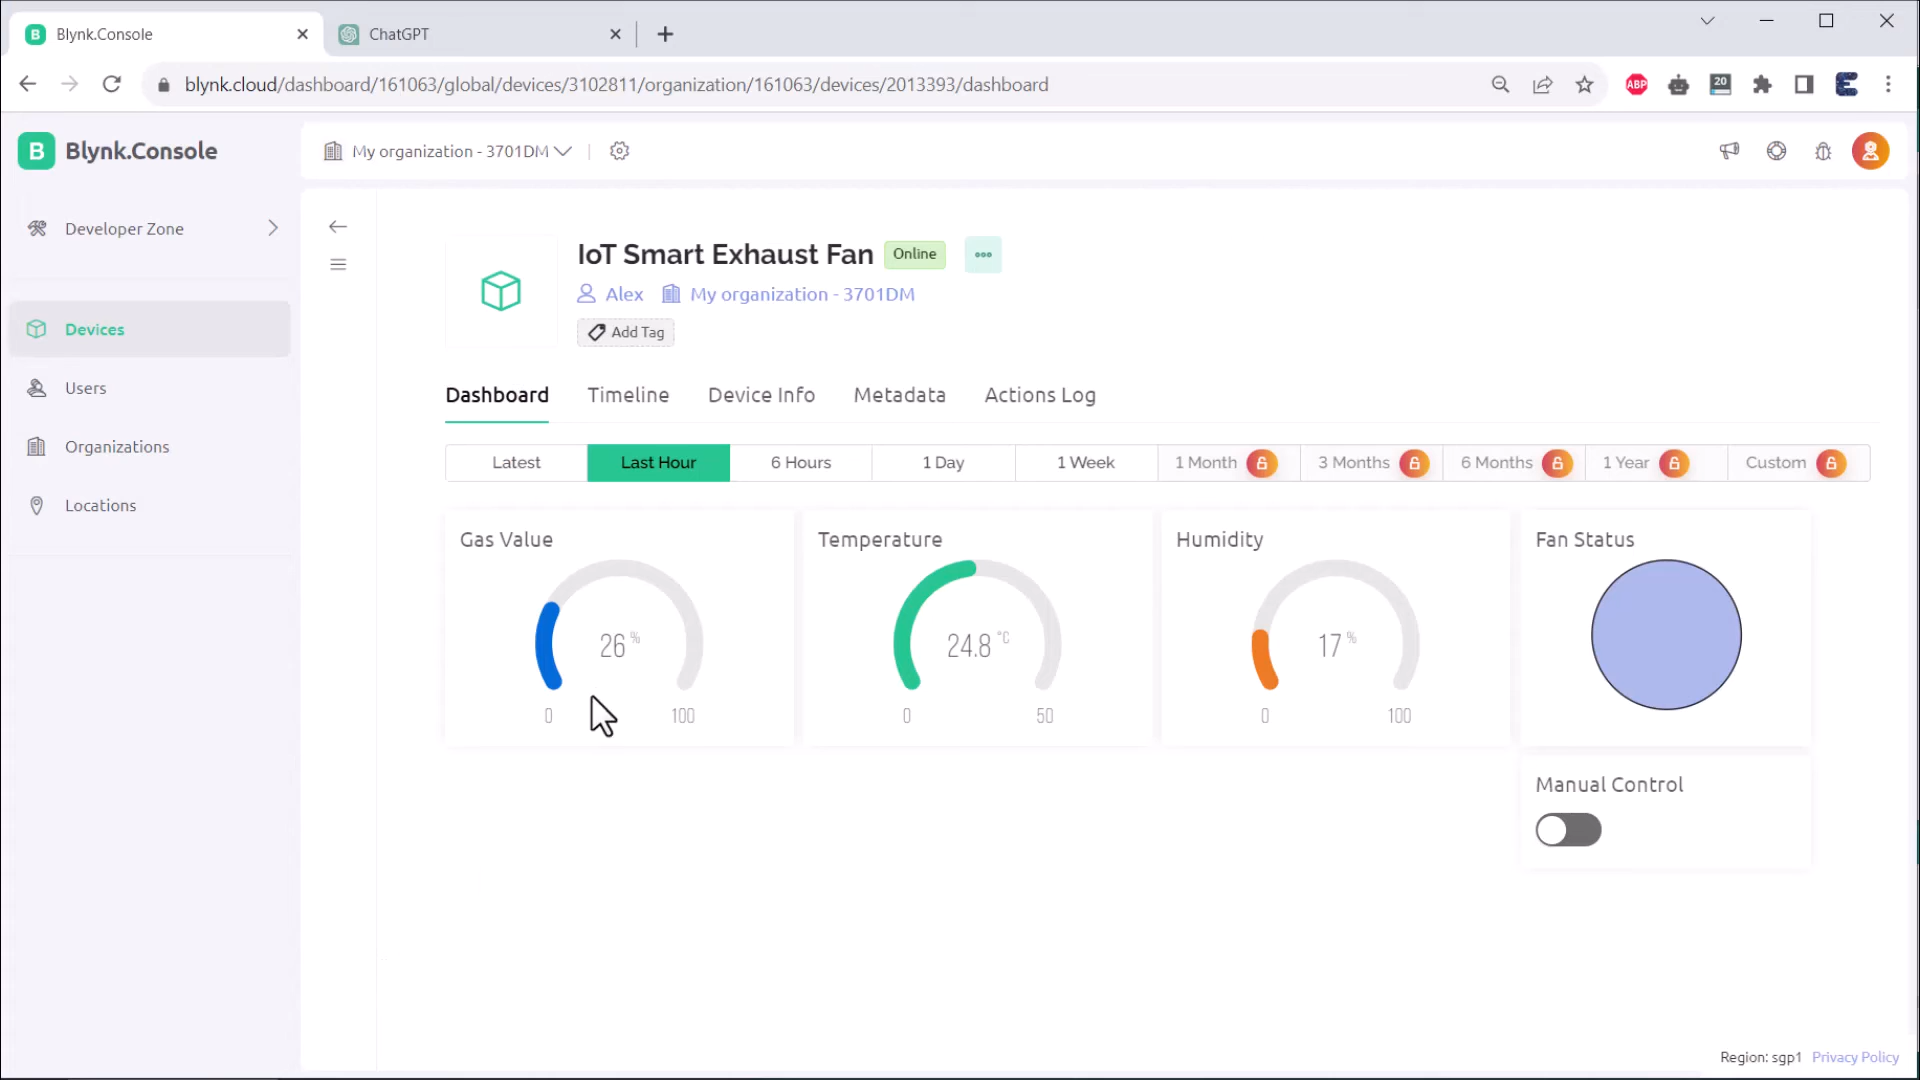 Blynk.Console
ChatGPT
blynk.cloud/dashboard/161063/global/devices/3102811/organization/161063/devices/2013393/dashboard
ABP
20
B Blynk.Console
My organization - 3701DM
Developer Zone
Devices
Users
Organizations
Locations
IoT Smart Exhaust Fan Online
Alex My organization - 3701DM
Add Tag
Dashboard Timeline Device Info Metadata Actions Log
Latest Last Hour 6 Hours 1 Day 1 Week 1 Month 3 Months 6 Months 1 Year Custom
Gas Value
26 %
0 100
Temperature
24.8 °C
0 50
Humidity
17 %
0 100
Fan Status
Manual Control
Region: sgp1 Privacy Policy